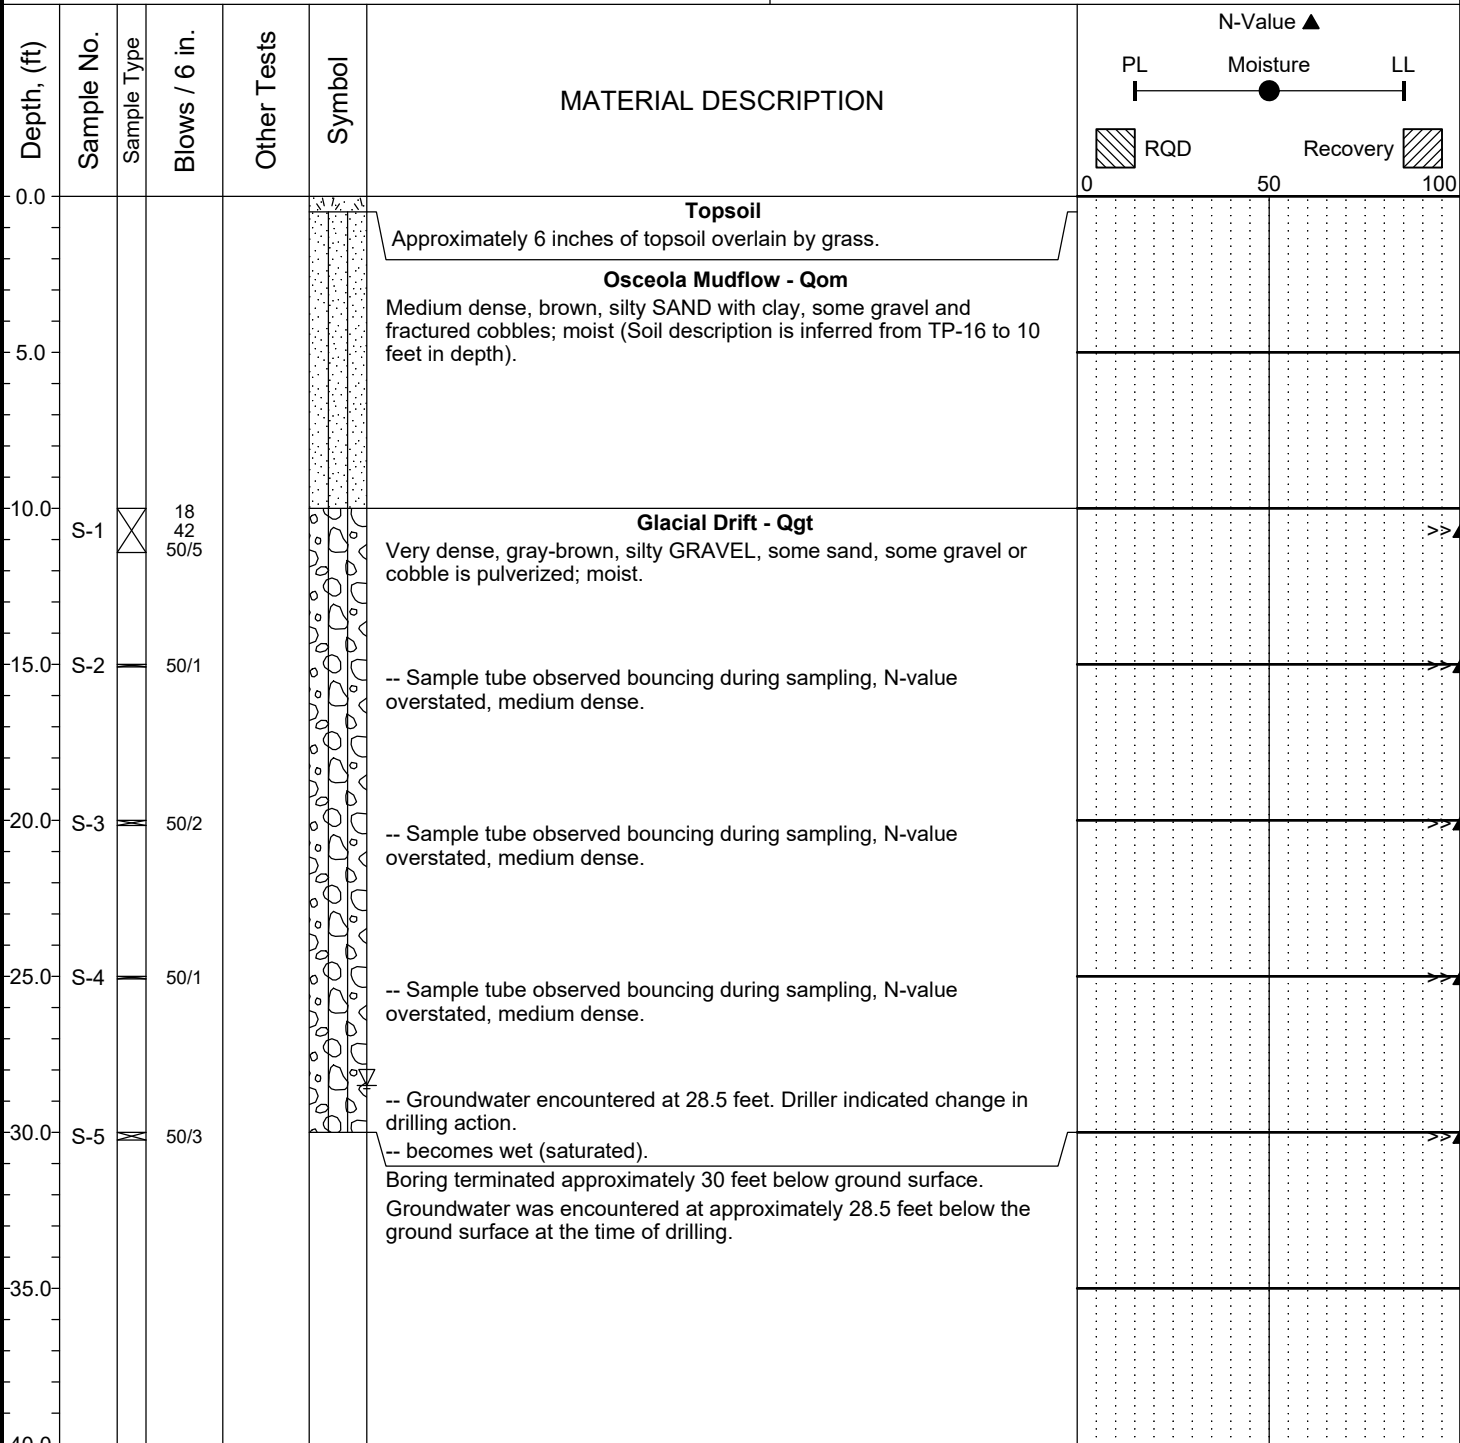 Depth, (ft)
Sample No.
Sample Type
Blows / 6 in.
Other Tests
Symbol
MATERIAL DESCRIPTION
N-Value ▲
PL Moisture LL
RQD Recovery
0 50 100
0.0
Topsoil
Approximately 6 inches of topsoil overlain by grass.
Osceola Mudflow - Qom
Medium dense, brown, silty SAND with clay, some gravel and
fractured cobbles; moist (Soil description is inferred from TP-16 to 10
feet in depth).
5.0
10.0
S-1
18
42
50/5
Glacial Drift - Qgt
Very dense, gray-brown, silty GRAVEL, some sand, some gravel or
cobble is pulverized; moist.
>>▲
15.0 S-2 50/1 >>▲
-- Sample tube observed bouncing during sampling, N-value
overstated, medium dense.
20.0 S-3 50/2 >>▲
-- Sample tube observed bouncing during sampling, N-value
overstated, medium dense.
25.0 S-4 50/1 >>▲
-- Sample tube observed bouncing during sampling, N-value
overstated, medium dense.
-- Groundwater encountered at 28.5 feet. Driller indicated change in
drilling action.
30.0 S-5 50/3 >>▲
-- becomes wet (saturated).
Boring terminated approximately 30 feet below ground surface.
Groundwater was encountered at approximately 28.5 feet below the
ground surface at the time of drilling.
35.0
40.0